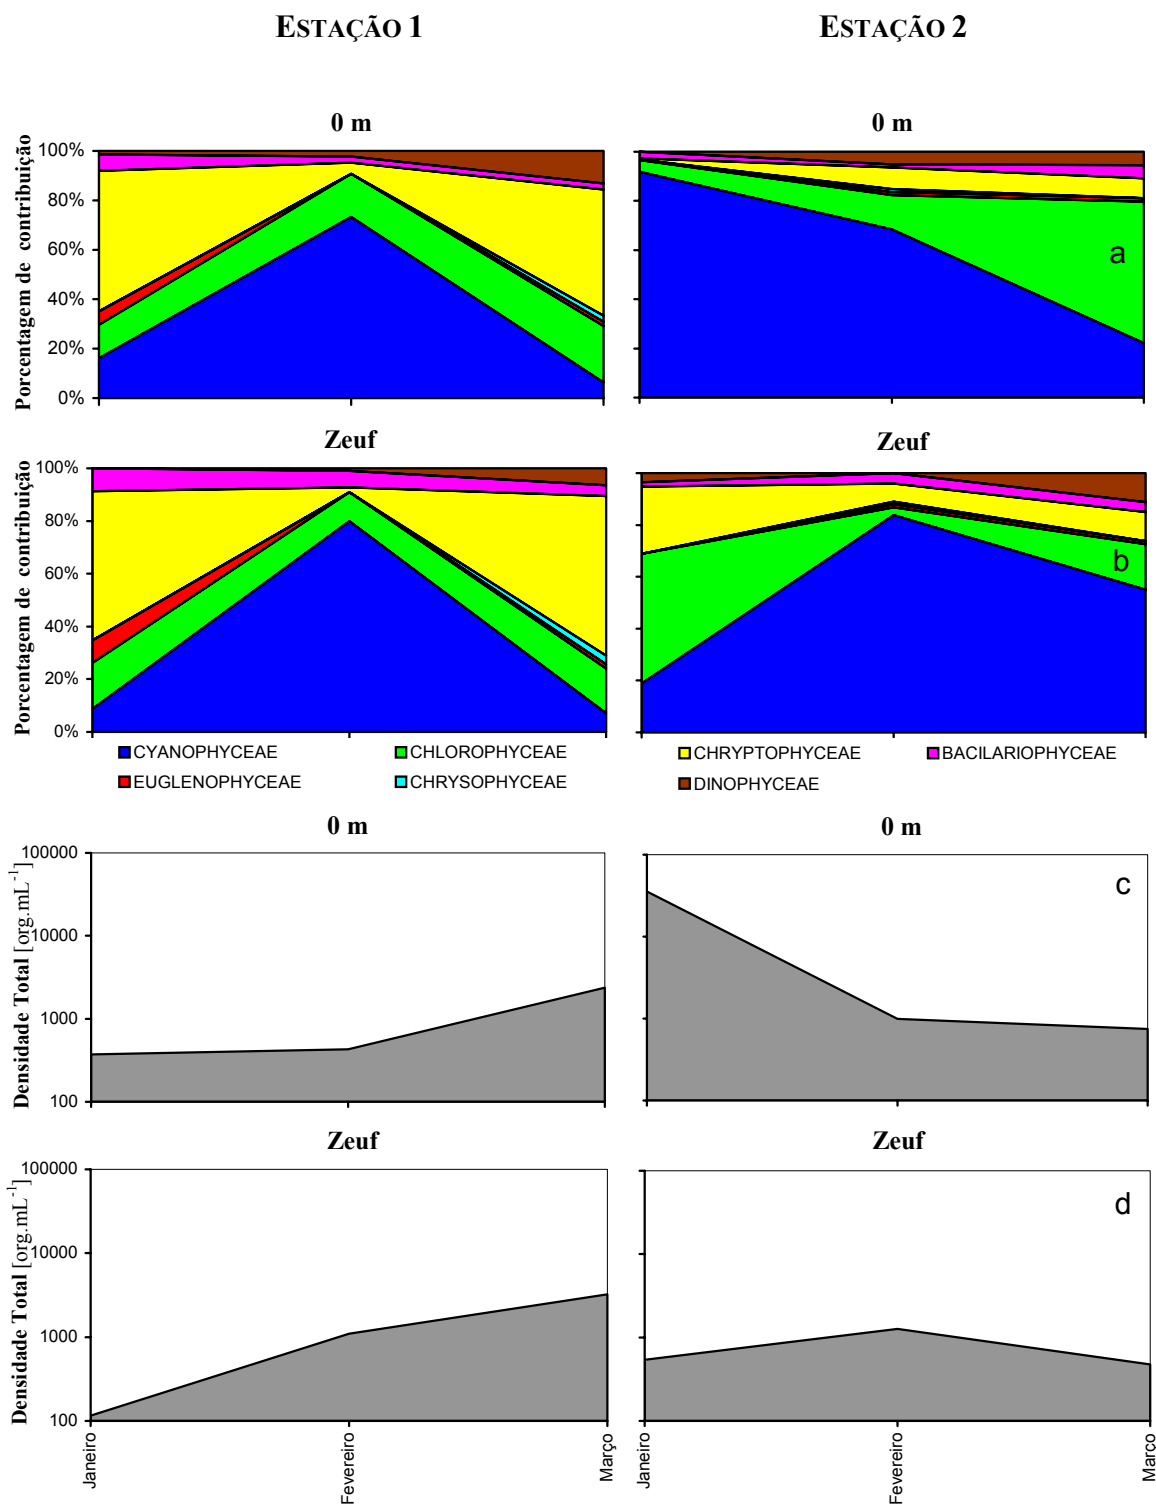 ESTAÇÃO 1
ESTAÇÃO 2
0 m
0 m
Porcentagem de contribuição
100%
80%
60%
40%
20%
0%
a
Zeuf
Zeuf
Porcentagem de contribuição
100%
80%
60%
40%
20%
0%
b
CYANOPHYCEAE
CHLOROPHYCEAE
CHRYPTOPHYCEAE
BACILARIOPHYCEAE
EUGLENOPHYCEAE
CHRYSOPHYCEAE
DINOPHYCEAE
0 m
0 m
Densidade Total [org.mL-1]
100000
10000
1000
100
c
Zeuf
Zeuf
Densidade Total [org.mL-1]
100000
10000
1000
100
d
Janeiro
Fevereiro
Março
Janeiro
Fevereiro
Marco